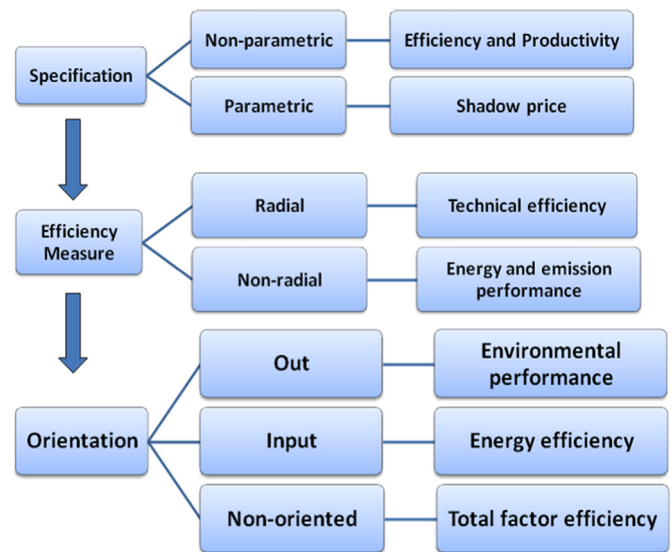 Non-parametric
Efficiency and Productivity
Specification
Parametric
Shadow price
Radial
Technical efficiency
Efficiency
Measure
Non-radial
Energy and emission
performance
Out
Environmental
performance
Orientation
Input
Energy efficiency
Non-oriented
Total factor efficiency